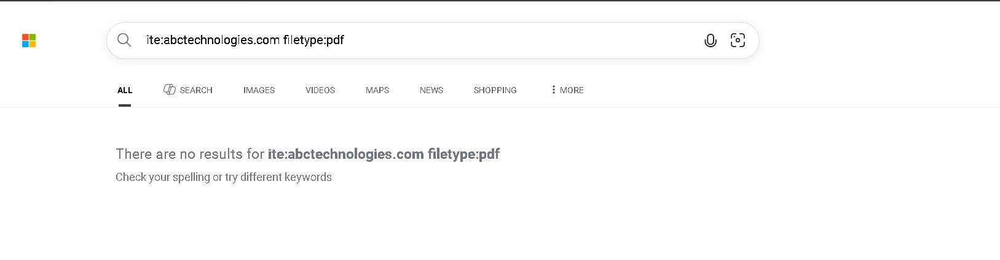 ite:abctechnologies.com filetype:pdf
ALL SEARCH IMAGES VIDEOS MAPS NEWS SHOPPING MORE
There are no results for ite:abctechnologies.com filetype:pdf
Check your spelling or try different keywords